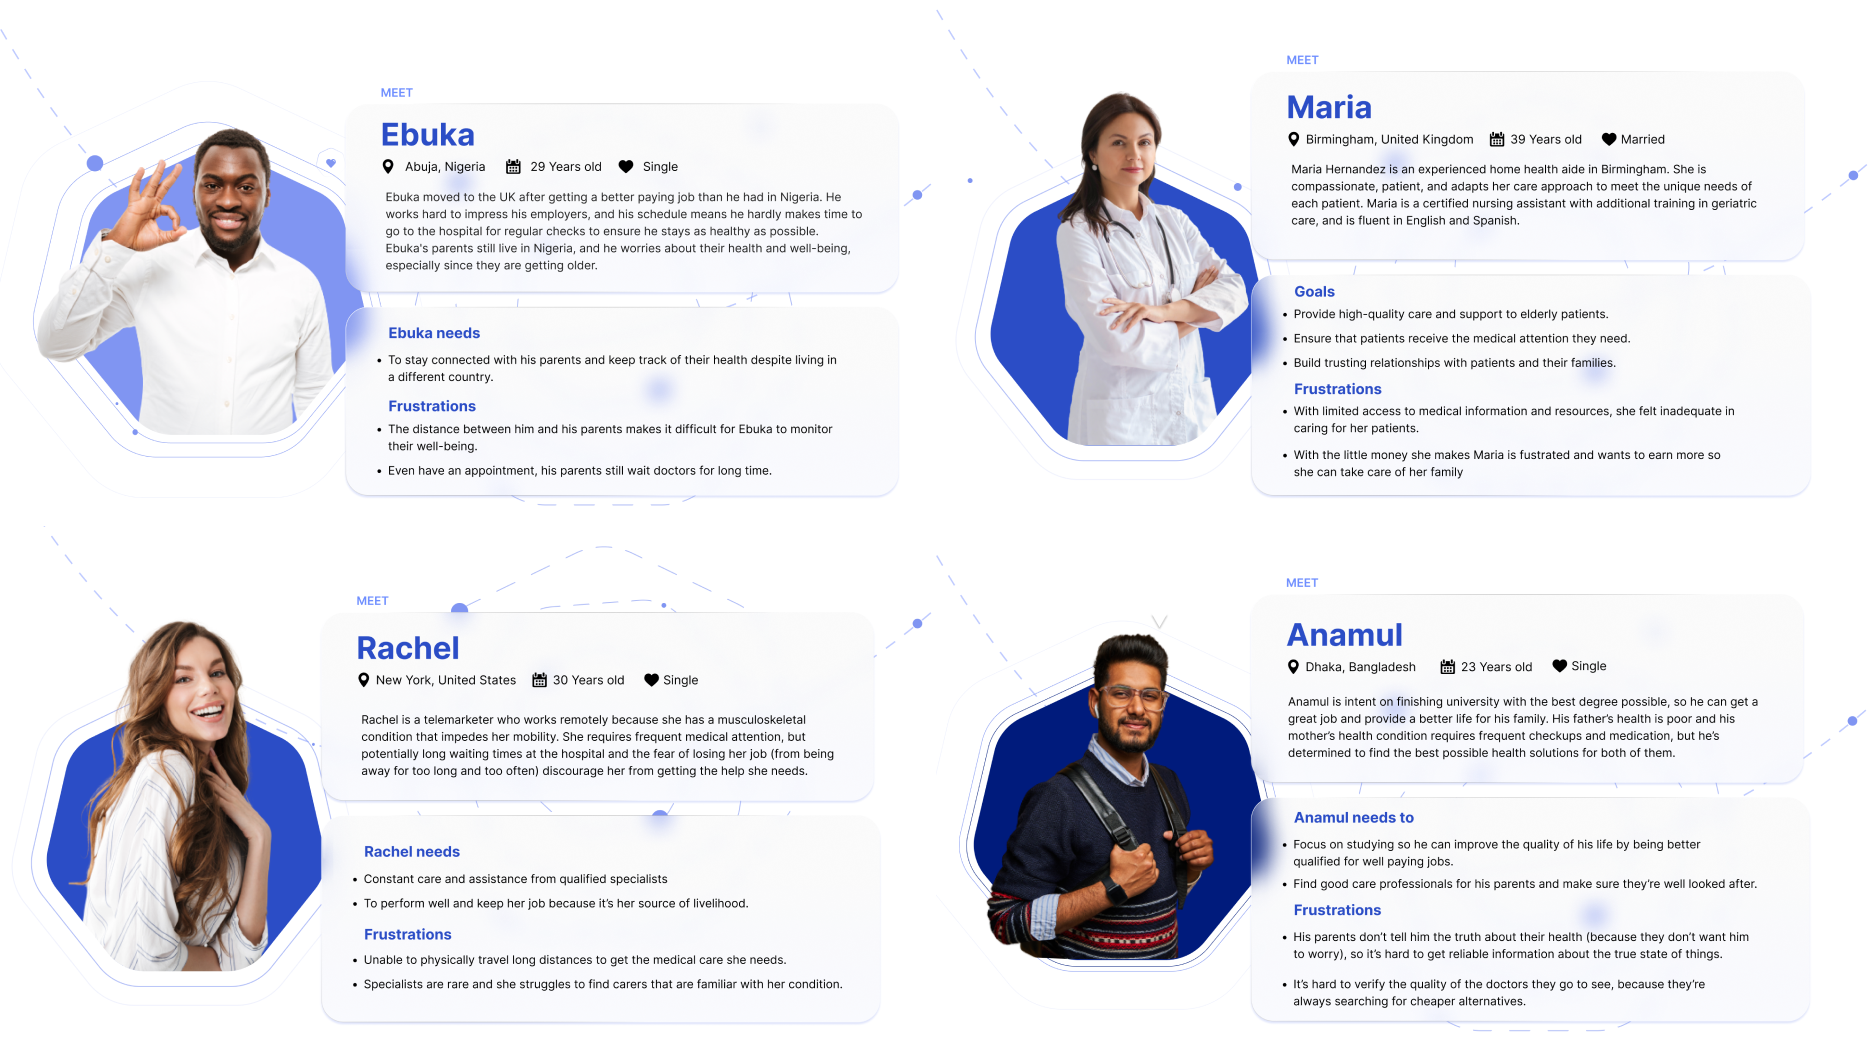 MEET
Ebuka
Abuja, Nigeria 29 Years old Single
Ebuka moved to the UK after getting a better paying job than he had in Nigeria. He
works hard to impress his employers, and his schedule means he hardly makes time to
go to the hospital for regular checks to ensure he stays as healthy as possible.
Ebuka's parents still live in Nigeria, and he worries about their health and well-being,
especially since they are getting older.
Ebuka needs
• To stay connected with his parents and keep track of their health despite living in
a different country.
Frustrations
• The distance between him and his parents makes it difficult for Ebuka to monitor
their well-being.
• Even have an appointment, his parents still wait doctors for long time.
MEET
Maria
Birmingham, United Kingdom 39 Years old Married
Maria Hernandez is an experienced home health aide in Birmingham. She is
compassionate, patient, and adapts her care approach to meet the unique needs of
each patient. Maria is a certified nursing assistant with additional training in geriatric
care, and is fluent in English and Spanish.
Goals
• Provide high-quality care and support to elderly patients.
• Ensure that patients receive the medical attention they need.
• Build trusting relationships with patients and their families.
Frustrations
• With limited access to medical information and resources, she felt inadequate in
caring for her patients.
• With the little money she makes Maria is fustrated and wants to earn more so
she can take care of her family
MEET
Rachel
New York, United States 30 Years old Single
Rachel is a telemarketer who works remotely because she has a musculoskeletal
condition that impedes her mobility. She requires frequent medical attention, but
potentially long waiting times at the hospital and the fear of losing her job (from being
away for too long and too often) discourage her from getting the help she needs.
Rachel needs
• Constant care and assistance from qualified specialists
• To perform well and keep her job because it’s her source of livelihood.
Frustrations
• Unable to physically travel long distances to get the medical care she needs.
• Specialists are rare and she struggles to find carers that are familiar with her condition.
MEET
Anamul
Dhaka, Bangladesh 23 Years old Single
Anamul is intent on finishing university with the best degree possible, so he can get a
great job and provide a better life for his family. His father’s health is poor and his
mother’s health condition requires frequent checkups and medication, but he’s
determined to find the best possible health solutions for both of them.
Anamul needs to
• Focus on studying so he can improve the quality of his life by being better
qualified for well paying jobs.
• Find good care professionals for his parents and make sure they’re well looked after.
Frustrations
• His parents don’t tell him the truth about their health (because they don’t want him
to worry), so it’s hard to get reliable information about the true state of things.
• It’s hard to verify the quality of the doctors they go to see, because they’re
always searching for cheaper alternatives.